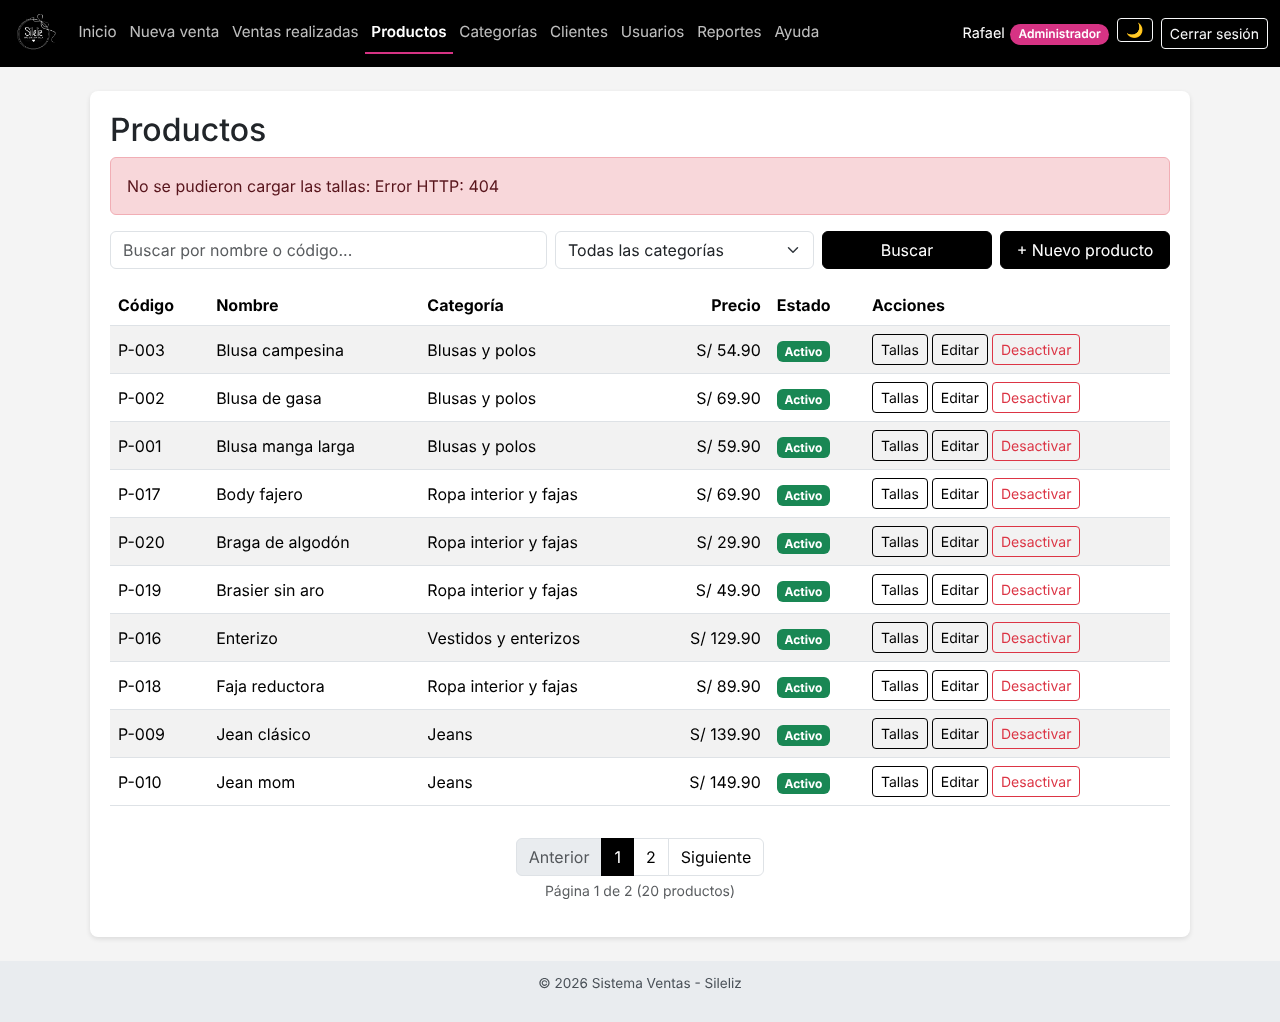 Sileliz
Inicio Nueva venta Ventas realizadas Productos Categorías Clientes Usuarios Reportes Ayuda
Rafael Administrador Cerrar sesión
Productos
No se pudieron cargar las tallas: Error HTTP: 404
Buscar por nombre o código... Todas las categorías Buscar + Nuevo producto
Código Nombre Categoría Precio Estado Acciones
P-003 Blusa campesina Blusas y polos S/ 54.90 Activo Tallas Editar Desactivar
P-002 Blusa de gasa Blusas y polos S/ 69.90 Activo Tallas Editar Desactivar
P-001 Blusa manga larga Blusas y polos S/ 59.90 Activo Tallas Editar Desactivar
P-017 Body fajero Ropa interior y fajas S/ 69.90 Activo Tallas Editar Desactivar
P-020 Braga de algodón Ropa interior y fajas S/ 29.90 Activo Tallas Editar Desactivar
P-019 Brasier sin aro Ropa interior y fajas S/ 49.90 Activo Tallas Editar Desactivar
P-016 Enterizo Vestidos y enterizos S/ 129.90 Activo Tallas Editar Desactivar
P-018 Faja reductora Ropa interior y fajas S/ 89.90 Activo Tallas Editar Desactivar
P-009 Jean clásico Jeans S/ 139.90 Activo Tallas Editar Desactivar
P-010 Jean mom Jeans S/ 149.90 Activo Tallas Editar Desactivar
Anterior 1 2 Siguiente
Página 1 de 2 (20 productos)
© 2026 Sistema Ventas - Sileliz